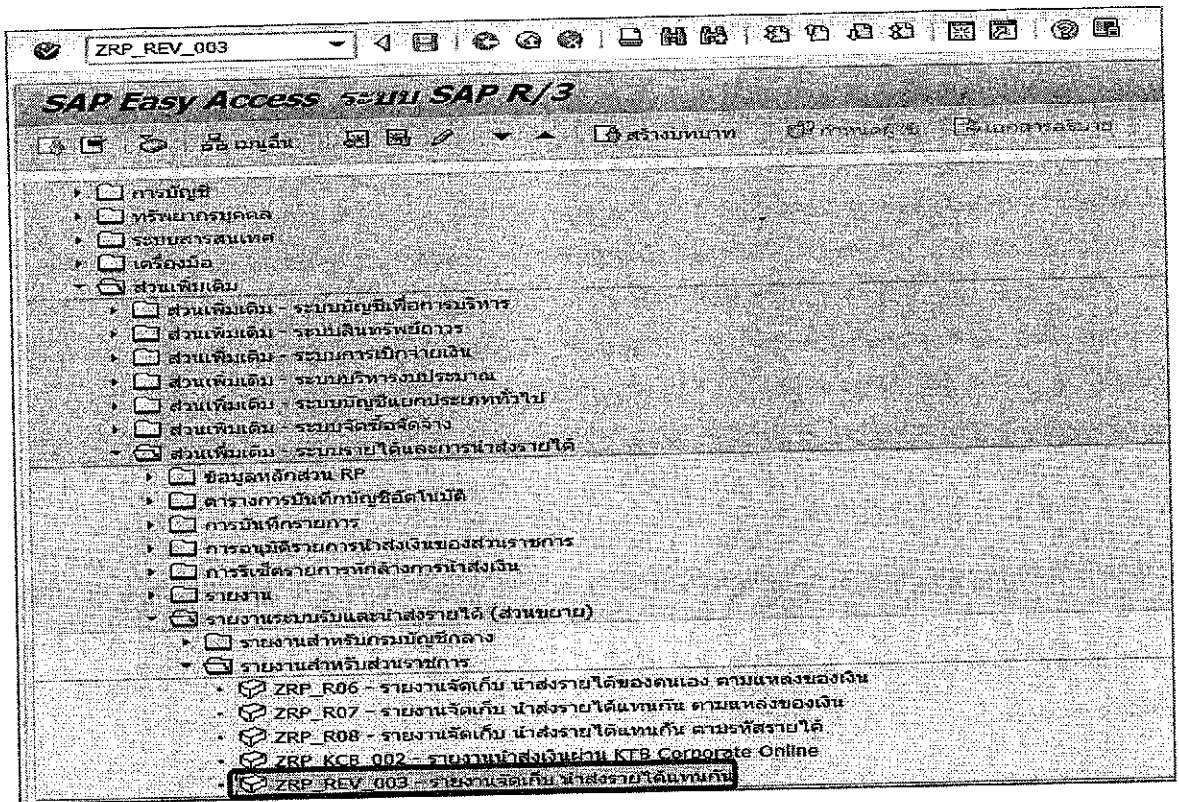 ZRP_REV_003
SAP Easy Access ระบบ SAP R/3
เมนูอื่น สร้างบทบาท กำหนดผู้ใช้ เอกสารอธิบาย
การบัญชี
ทรัพยากรบุคคล
ระบบสารสนเทศ
เครื่องมือ
ส่วนเพิ่มเติม
ส่วนเพิ่มเติม - ระบบบัญชีเพื่อการบริหาร
ส่วนเพิ่มเติม - ระบบสินทรัพย์ถาวร
ส่วนเพิ่มเติม - ระบบการเบิกจ่ายเงิน
ส่วนเพิ่มเติม - ระบบบริหารงบประมาณ
ส่วนเพิ่มเติม - ระบบบัญชีแยกประเภททั่วไป
ส่วนเพิ่มเติม - ระบบจัดซื้อจัดจ้าง
ส่วนเพิ่มเติม - ระบบรายได้และการนำส่งรายได้
ข้อมูลหลักส่วน RP
ตารางการบันทึกบัญชีอัตโนมัติ
การบันทึกรายการ
การอนุมัติรายการนำส่งเงินของส่วนราชการ
การรีเซ็ตรายการหักล้างการนำส่งเงิน
รายงาน
รายงานระบบรับและนำส่งรายได้ (ส่วนขยาย)
รายงานสำหรับกรมบัญชีกลาง
รายงานสำหรับส่วนราชการ
ZRP_R06 - รายงานจัดเก็บ นำส่งรายได้ของตนเอง ตามแหล่งของเงิน
ZRP_R07 - รายงานจัดเก็บ นำส่งรายได้แทนกัน ตามแหล่งของเงิน
ZRP_R08 - รายงานจัดเก็บ นำส่งรายได้แทนกัน ตามรหัสรายได้
ZRP_KCB_002 - รายงานนำส่งเงินผ่าน KTB Corporate Online
ZRP_REV_003 - รายงานจัดเก็บ นำส่งรายได้แทนกัน